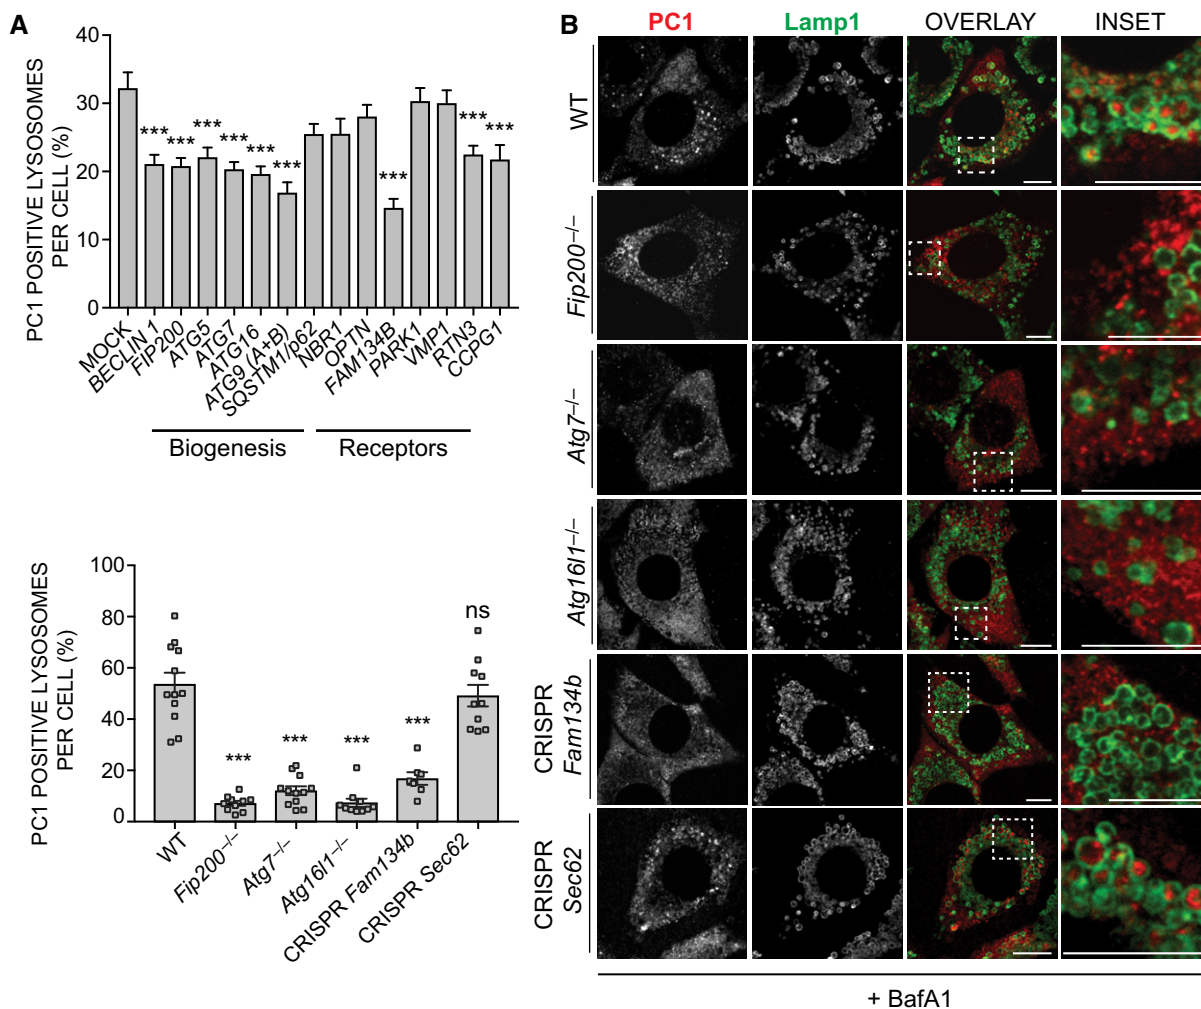 A
PC1 POSITIVE LYSOSOMES
PER CELL (%)
40
30
20
10
0
***
***
***
***
***
***
***
***
***
MOCK
BECLIN 1
FIP200
ATG5
ATG7
ATG16
ATG9 (A+B)
SQSTM1/p62
NBR1
OPTN
FAM134B
PARK1
VMP1
RTN3
CCPG1
Biogenesis
Receptors
PC1 POSITIVE LYSOSOMES
PER CELL (%)
100
80
60
40
20
0
***
***
***
***
ns
WT
Fip200–/–
Atg7–/–
Atg16l1–/–
CRISPR Fam134b
CRISPR Sec62
B
PC1
Lamp1
OVERLAY
INSET
WT
Fip200–/–
Atg7–/–
Atg16l1–/–
CRISPR
Fam134b
CRISPR
Sec62
+ BafA1